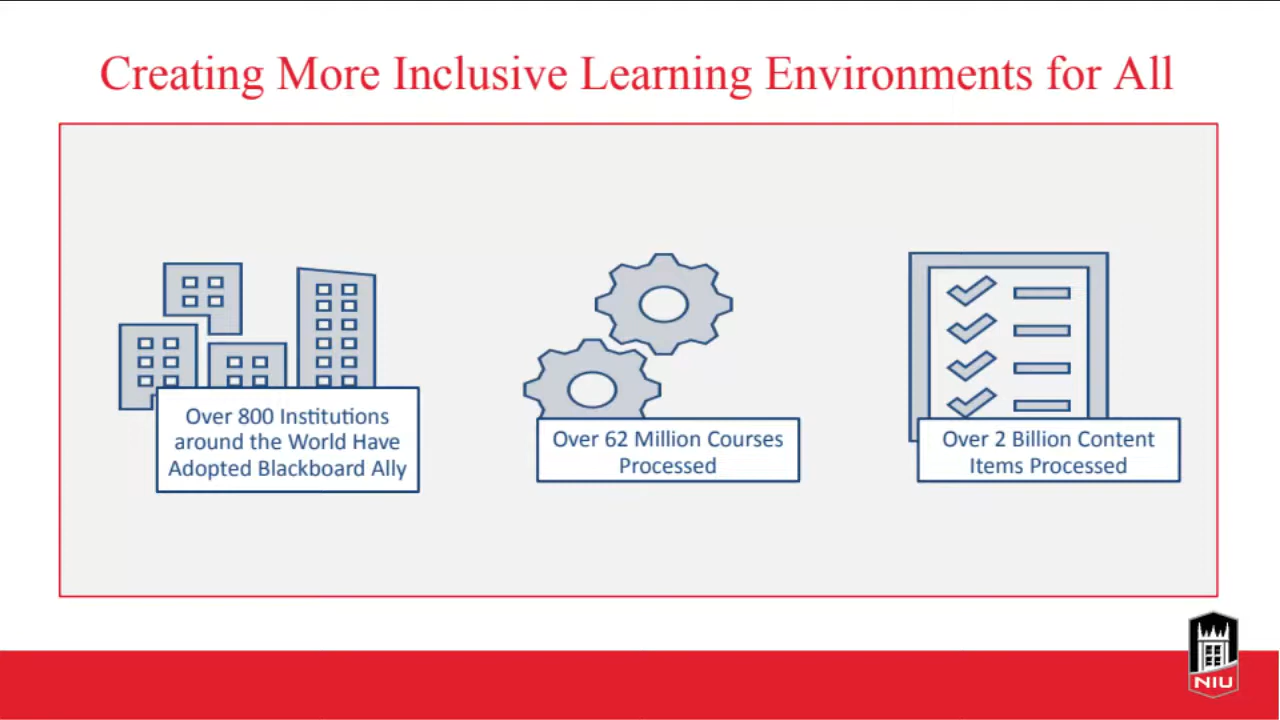 Creating More Inclusive Learning Environments for All
Over 800 Institutions
around the World Have
Adopted Blackboard Ally
Over 62 Million Courses
Processed
Over 2 Billion Content
Items Processed
NIU